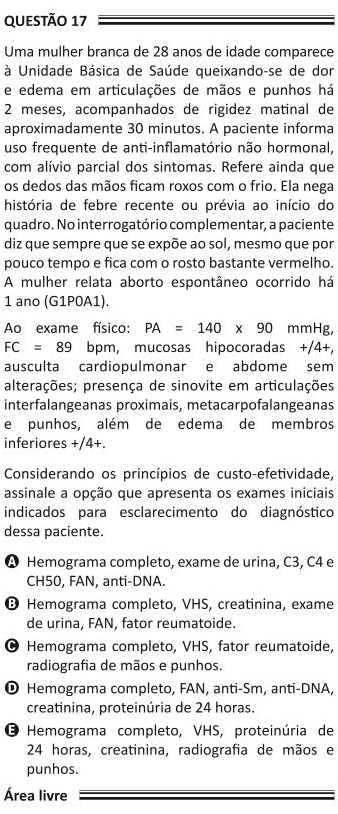 QUESTÃO 17
Uma mulher branca de 28 anos de idade comparece
à Unidade Básica de Saúde queixando-se de dor
e edema em articulações de mãos e punhos há
2 meses, acompanhados de rigidez matinal de
aproximadamente 30 minutos. A paciente informa
uso frequente de anti-inflamatório não hormonal,
com alívio parcial dos sintomas. Refere ainda que
os dedos das mãos ficam roxos com o frio. Ela nega
história de febre recente ou prévia ao início do
quadro. No interrogatório complementar, a paciente
diz que sempre que se expõe ao sol, mesmo que por
pouco tempo e fica com o rosto bastante vermelho.
A mulher relata aborto espontâneo ocorrido há
1 ano (G1P0A1).
Ao exame físico: PA = 140 x 90 mmHg,
FC = 89 bpm, mucosas hipocoradas +/4+,
ausculta cardiopulmonar e abdome sem
alterações; presença de sinovite em articulações
interfalangeanas proximais, metacarpofalangeanas
e punhos, além de edema de membros
inferiores +/4+.
Considerando os princípios de custo-efetividade,
assinale a opção que apresenta os exames iniciais
indicados para esclarecimento do diagnóstico
dessa paciente.
A Hemograma completo, exame de urina, C3, C4 e
CH50, FAN, anti-DNA.
B Hemograma completo, VHS, creatinina, exame
de urina, FAN, fator reumatoide.
C Hemograma completo, VHS, fator reumatoide,
radiografia de mãos e punhos.
D Hemograma completo, FAN, anti-Sm, anti-DNA,
creatinina, proteinúria de 24 horas.
E Hemograma completo, VHS, proteinúria de
24 horas, creatinina, radiografia de mãos e
punhos.
Área livre